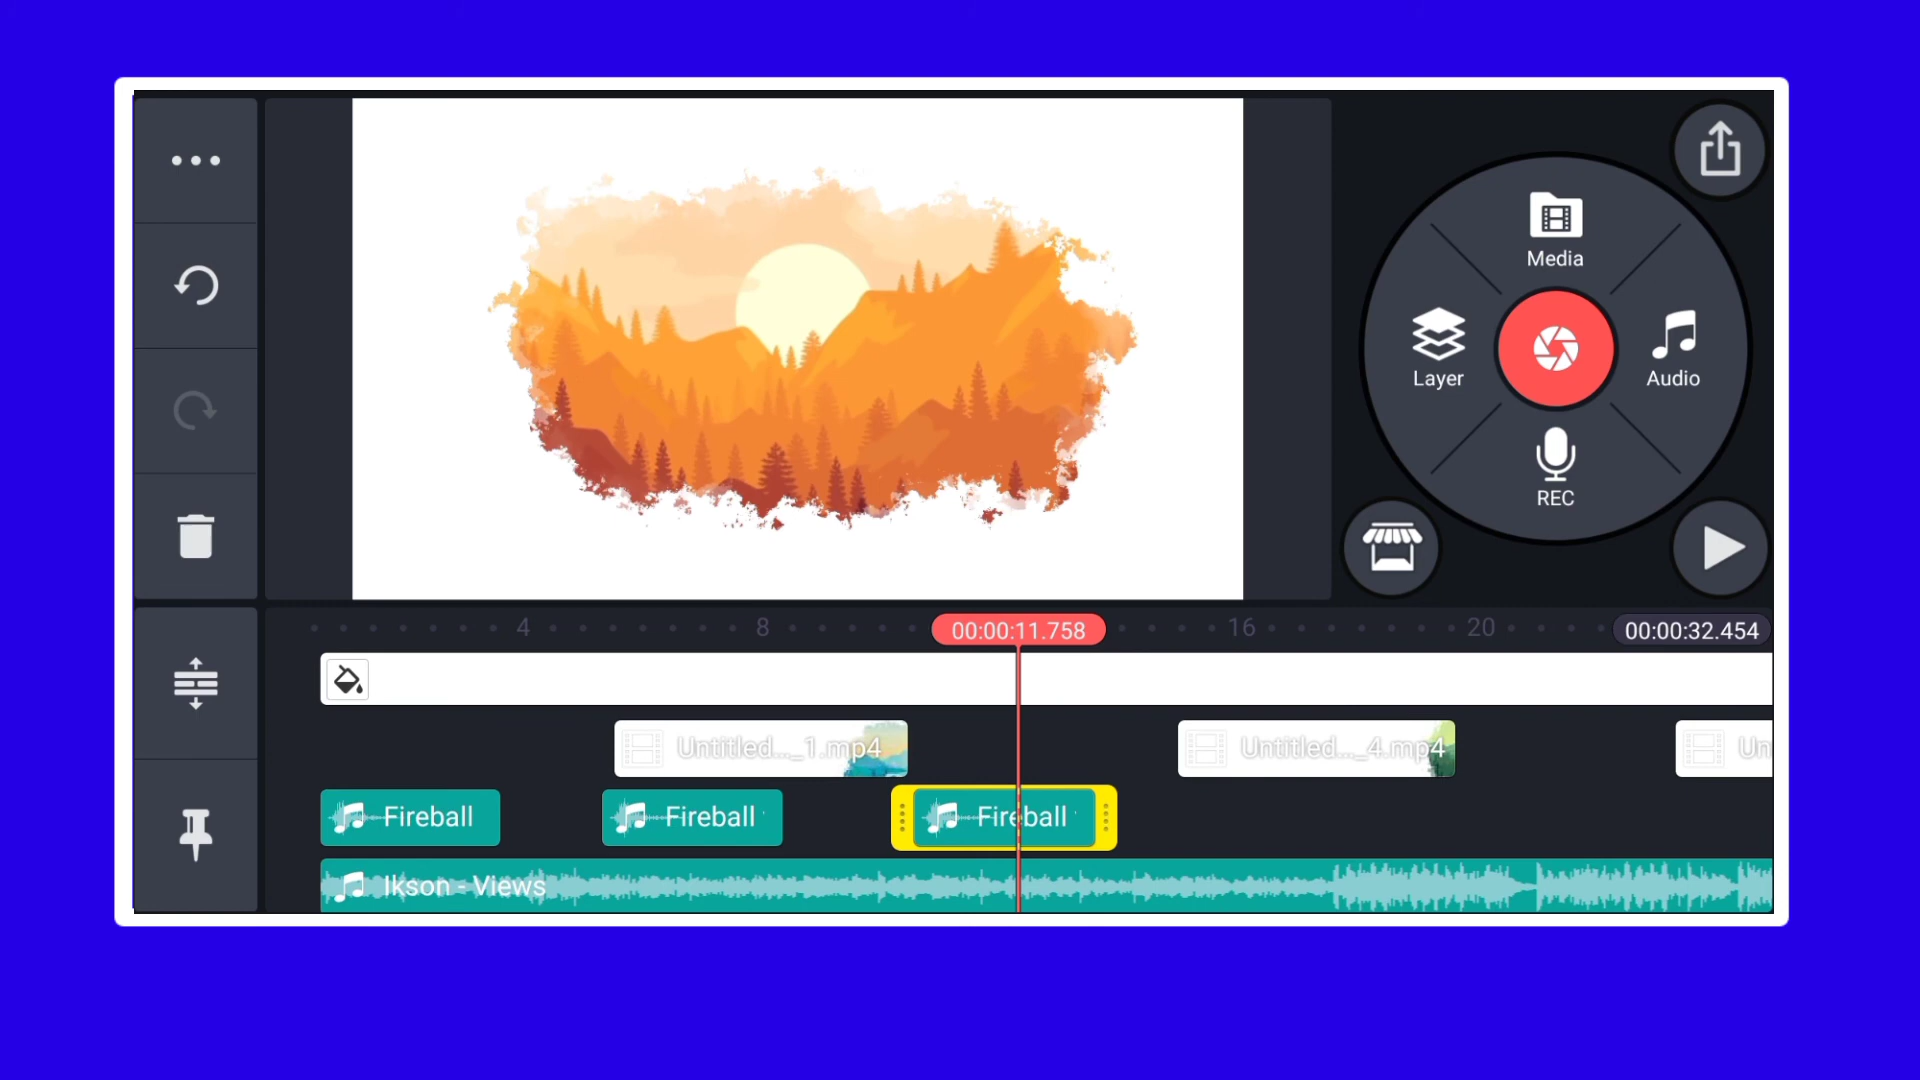 Media
Layer
Audio
REC
4
8
00:00:11.758
16
20
00:00:32.454
Untitled..._1.mp4
Untitled..._4.mp4
Un
Fireball
Fireball
Fireball
Ikson - Views